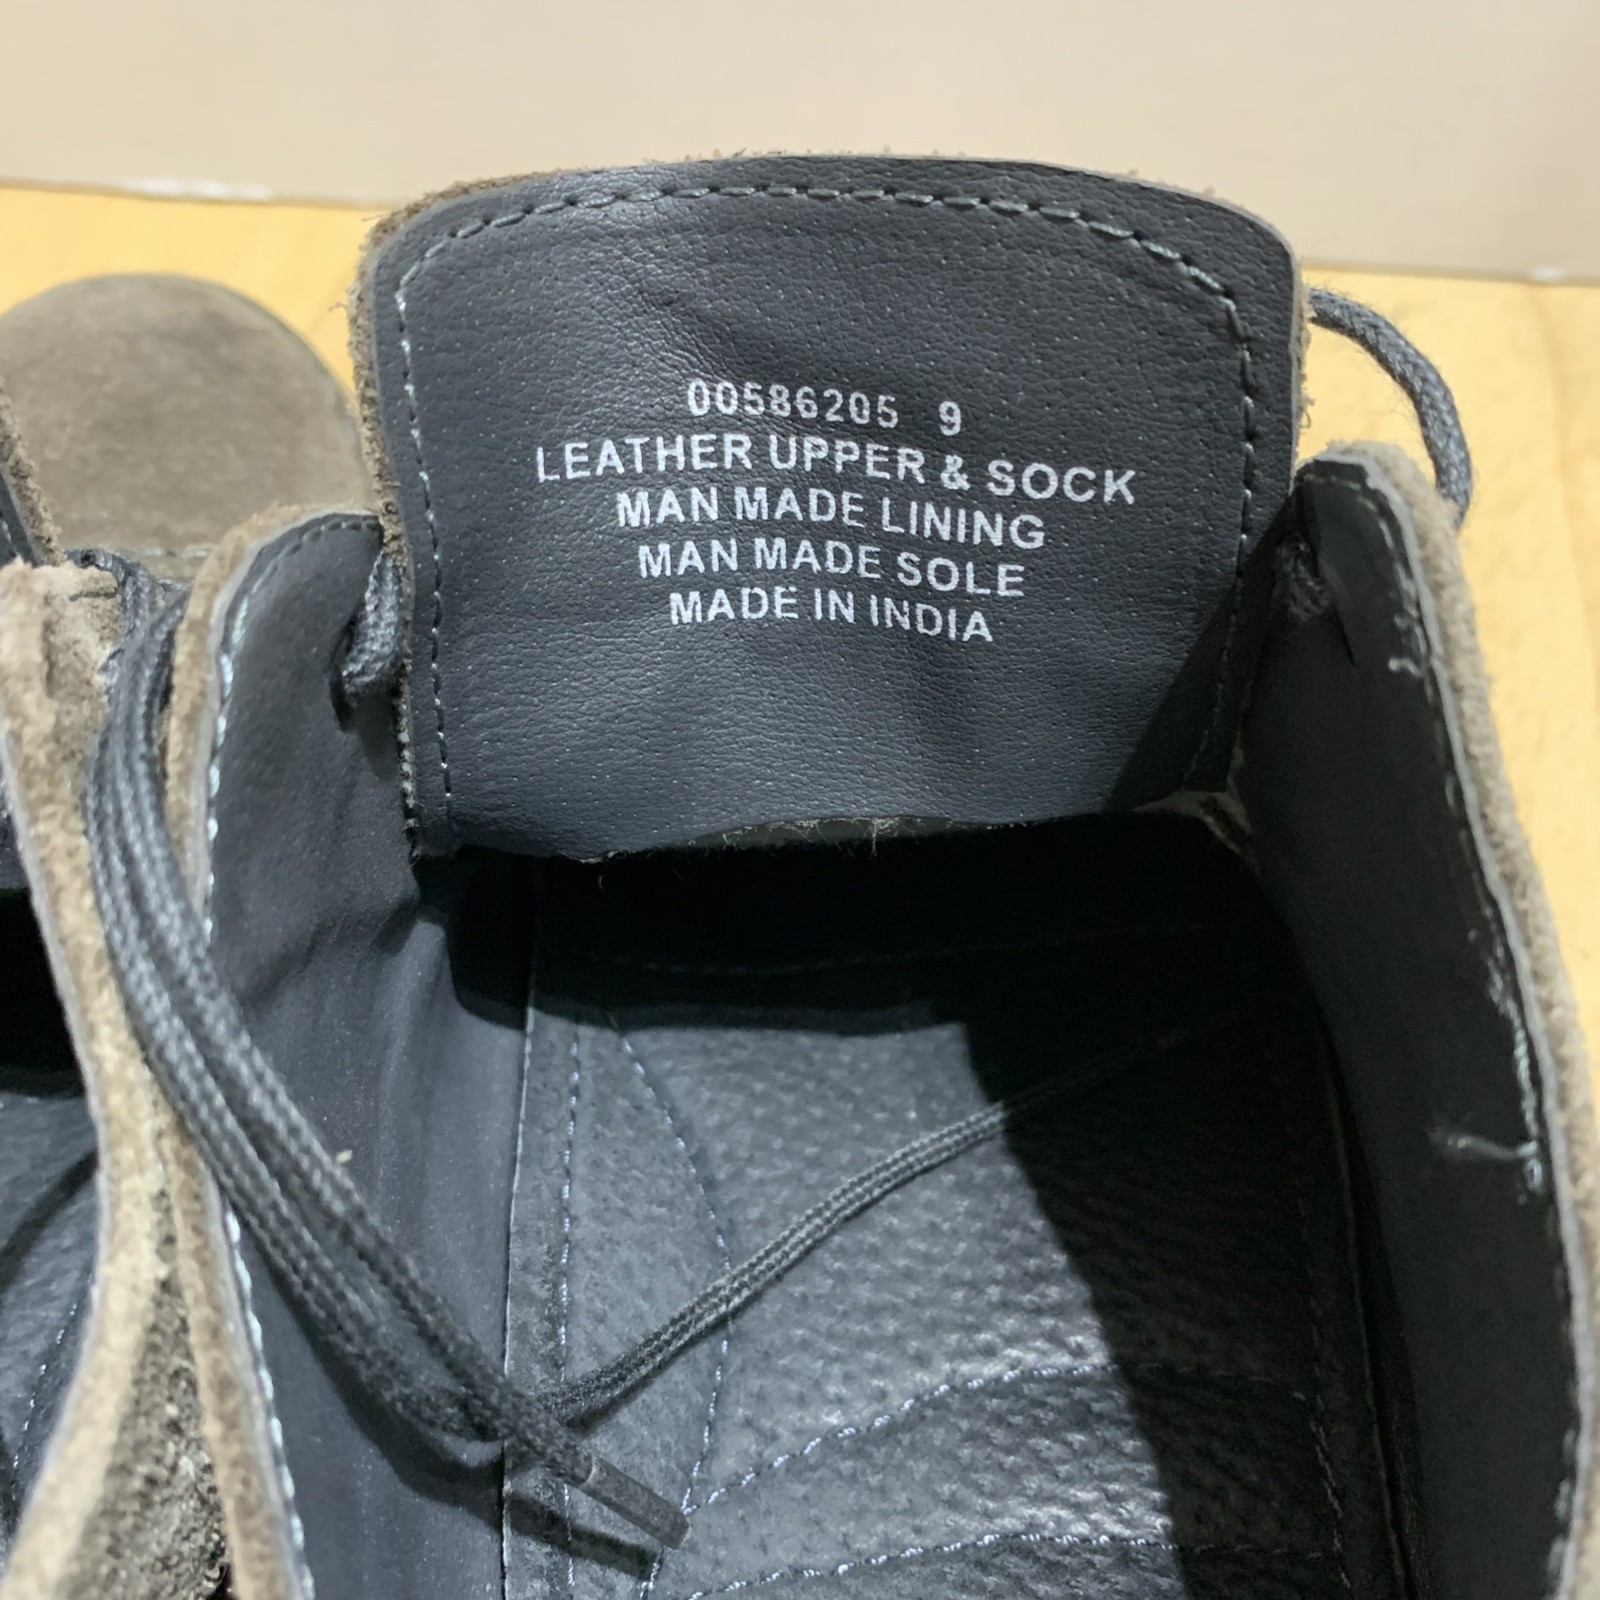 00586205 9
LEATHER UPPER & SOCK
MAN MADE LINING
MAN MADE SOLE
MADE IN INDIA